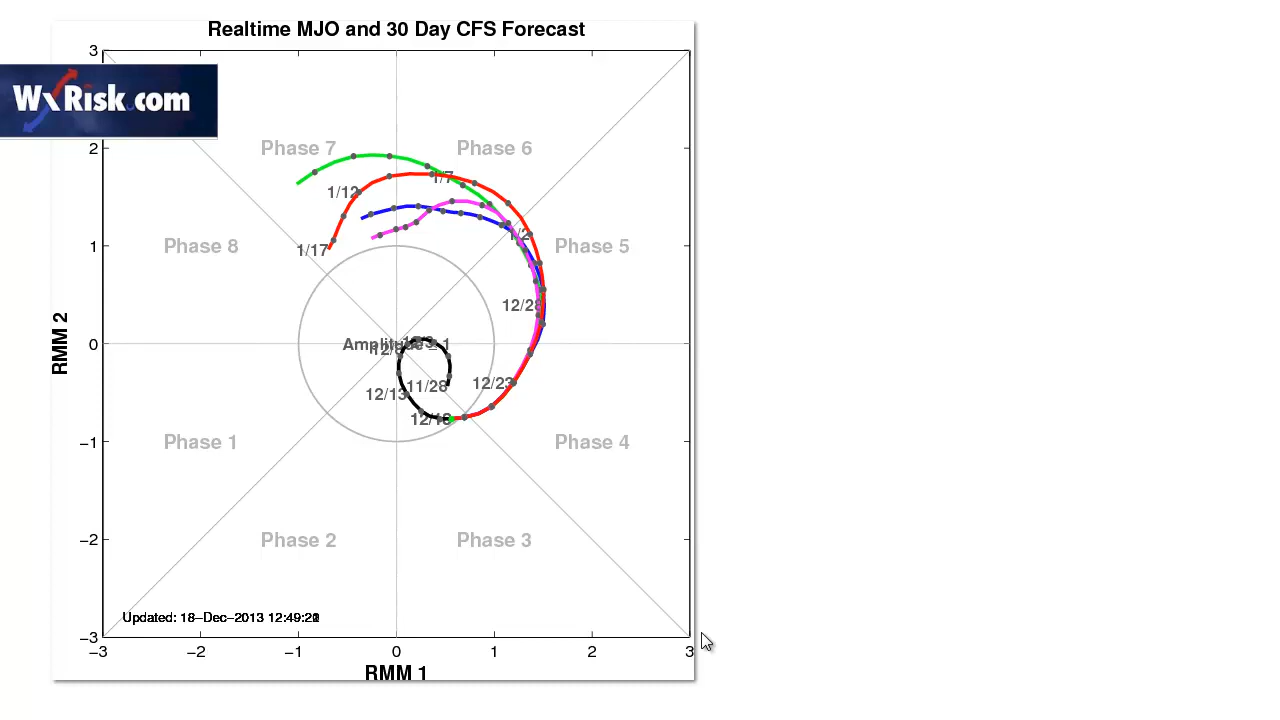 Realtime MJO and 30 Day CFS Forecast
3
WxRisk.com
2
Phase 7
Phase 6
1/7
1/12
1/2
1
Phase 8
Phase 5
1/17
12/28
RMM 2
0
Amplitude = 1
12/13
11/28
12/23
12/18
−1
Phase 1
Phase 4
−2
Phase 2
Phase 3
Updated: 18−Dec−2013
−3
−3 −2 −1 0 1 2 3
RMM 1